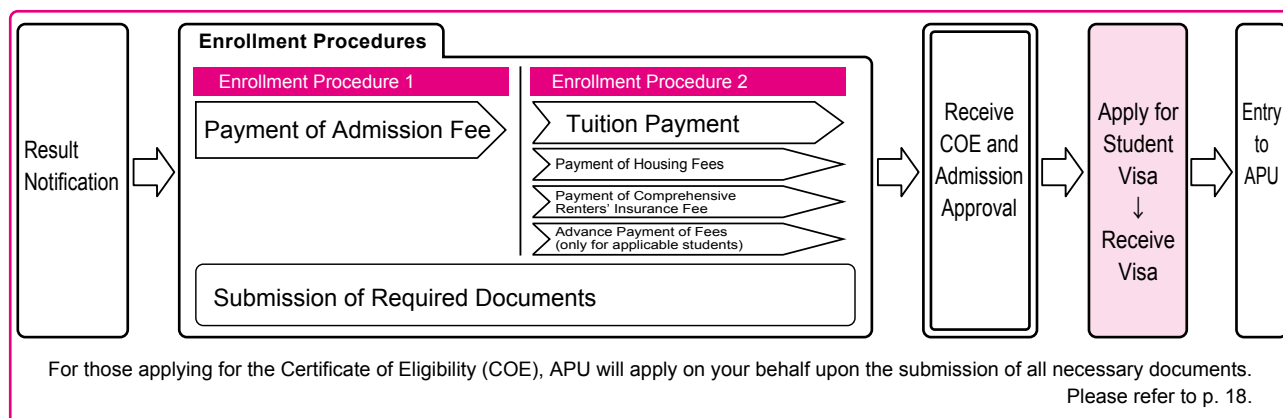 Result
Notification
Enrollment Procedures
Enrollment Procedure 1
Payment of Admission Fee
Enrollment Procedure 2
Tuition Payment
Payment of Housing Fees
Payment of Comprehensive
Renters' Insurance Fee
Advance Payment of Fees
(only for applicable students)
Submission of Required Documents
Receive
COE and
Admission
Approval
Apply for
Student
Visa
↓
Receive
Visa
Entry
to
APU
For those applying for the Certificate of Eligibility (COE), APU will apply on your behalf upon the submission of all necessary documents.
Please refer to p. 18.